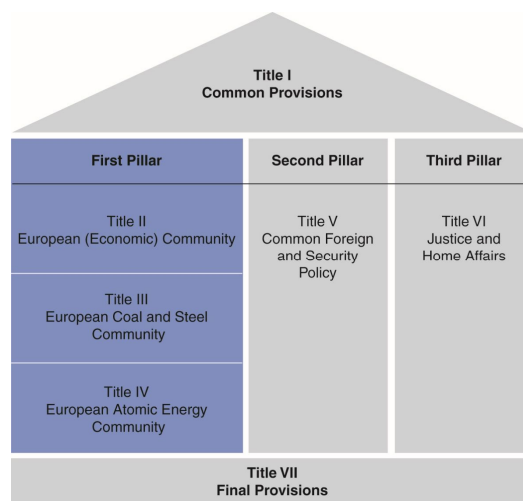 Title I
Common Provisions
First Pillar
Second Pillar
Third Pillar
Title II
European (Economic) Community
Title III
European Coal and Steel
Community
Title IV
European Atomic Energy
Community
Title V
Common Foreign
and Security
Policy
Title VI
Justice and
Home Affairs
Title VII
Final Provisions